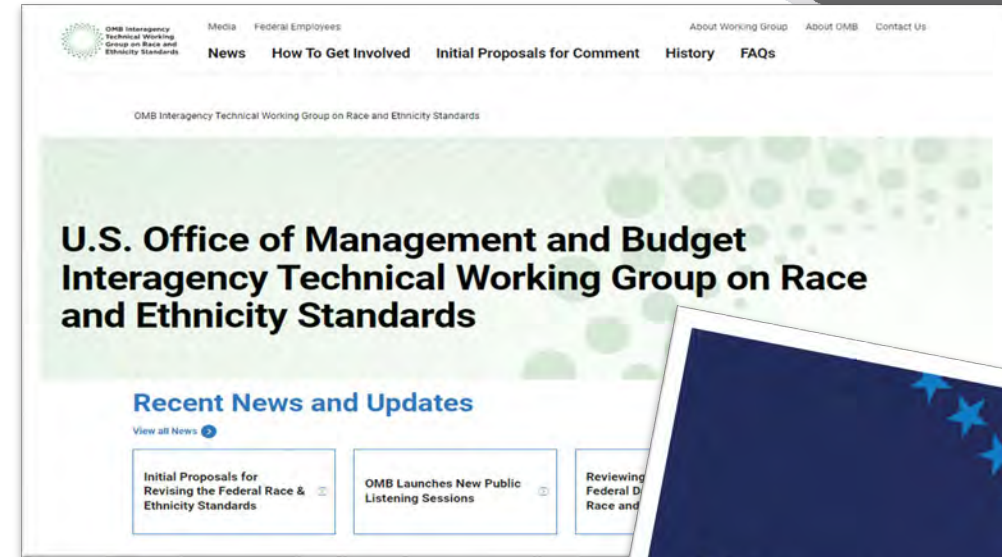 OMB Interagency
Technical Working
Group on Race and
Ethnicity Standards
Media Federal Employees
About Working Group About OMB Contact Us
News How To Get Involved Initial Proposals for Comment History FAQs
OMB Interagency Technical Working Group on Race and Ethnicity Standards
U.S. Office of Management and Budget
Interagency Technical Working Group on Race
and Ethnicity Standards
Recent News and Updates
View all News
Initial Proposals for
Revising the Federal Race &
Ethnicity Standards
OMB Launches New Public
Listening Sessions
Reviewing
Federal D
Race and